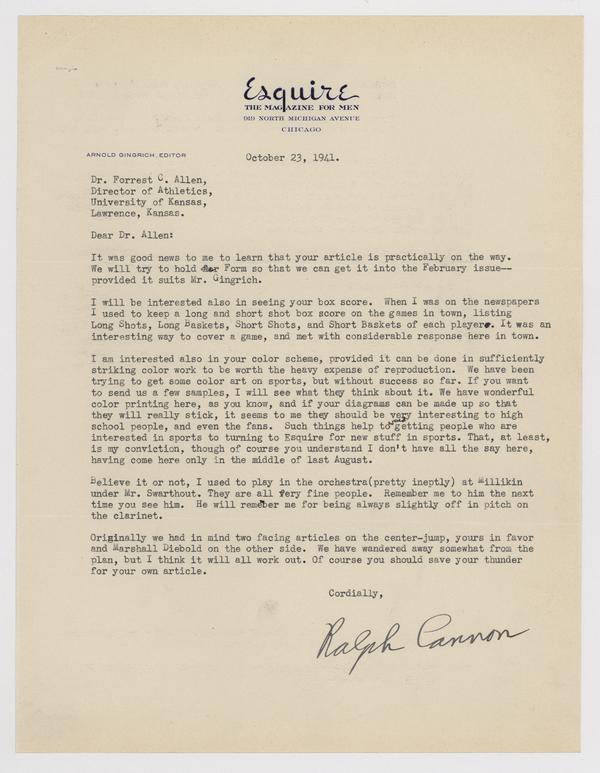 Esquire
THE MAGAZINE FOR MEN
919 NORTH MICHIGAN AVENUE
CHICAGO
ARNOLD GINGRICH, EDITOR
October 23, 1941.
Dr. Forrest C. Allen,
Director of Athletics,
University of Kansas,
Lawrence, Kansas.
Dear Dr. Allen:
It was good news to me to learn that your article is practically on the way.
We will try to hold Form so that we can get it into the February issue--
provided it suits Mr. Gingrich.
I will be interested also in seeing your box score. When I was on the newspapers
I used to keep a long and short shot box score on the games in town, listing
Long Shots, Long Baskets, Short Shots, and Short Baskets of each player. It was an
interesting way to cover a game, and met with considerable response here in town.
I am interested also in your color scheme, provided it can be done in sufficiently
striking color work to be worth the heavy expense of reproduction. We have been
trying to get some color art on sports, but without success so far. If you want
to send us a few samples, I will see what they think about it. We have wonderful
color printing here, as you know, and if your diagrams can be made up so that
they will really stick, it seems to me they should be very interesting to high
school people, and even the fans. Such things help to getting people who are
interested in sports to turning to Esquire for new stuff in sports. That, at least,
is my conviction, though of course you understand I don't have all the say here,
having come here only in the middle of last August.
Believe it or not, I used to play in the orchestra(pretty ineptly) at Millikin
under Mr. Swarthout. They are all very fine people. Remember me to him the next
time you see him. He will remeber me for being always slightly off in pitch on
the clarinet.
Originally we had in mind two facing articles on the center-jump, yours in favor
and Marshall Diebold on the other side. We have wandered away somewhat from the
plan, but I think it will all work out. Of course you should save your thunder
for your own article.
Cordially,
Ralph Cannon